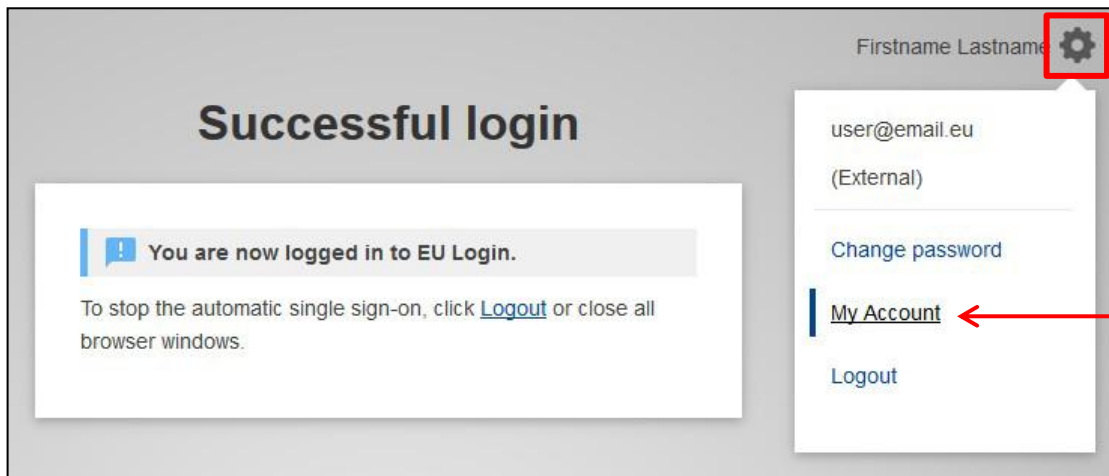 Firstname Lastname
Successful login
You are now logged in to EU Login.
To stop the automatic single sign-on, click Logout or close all
browser windows.
user@email.eu
(External)
Change password
My Account
Logout